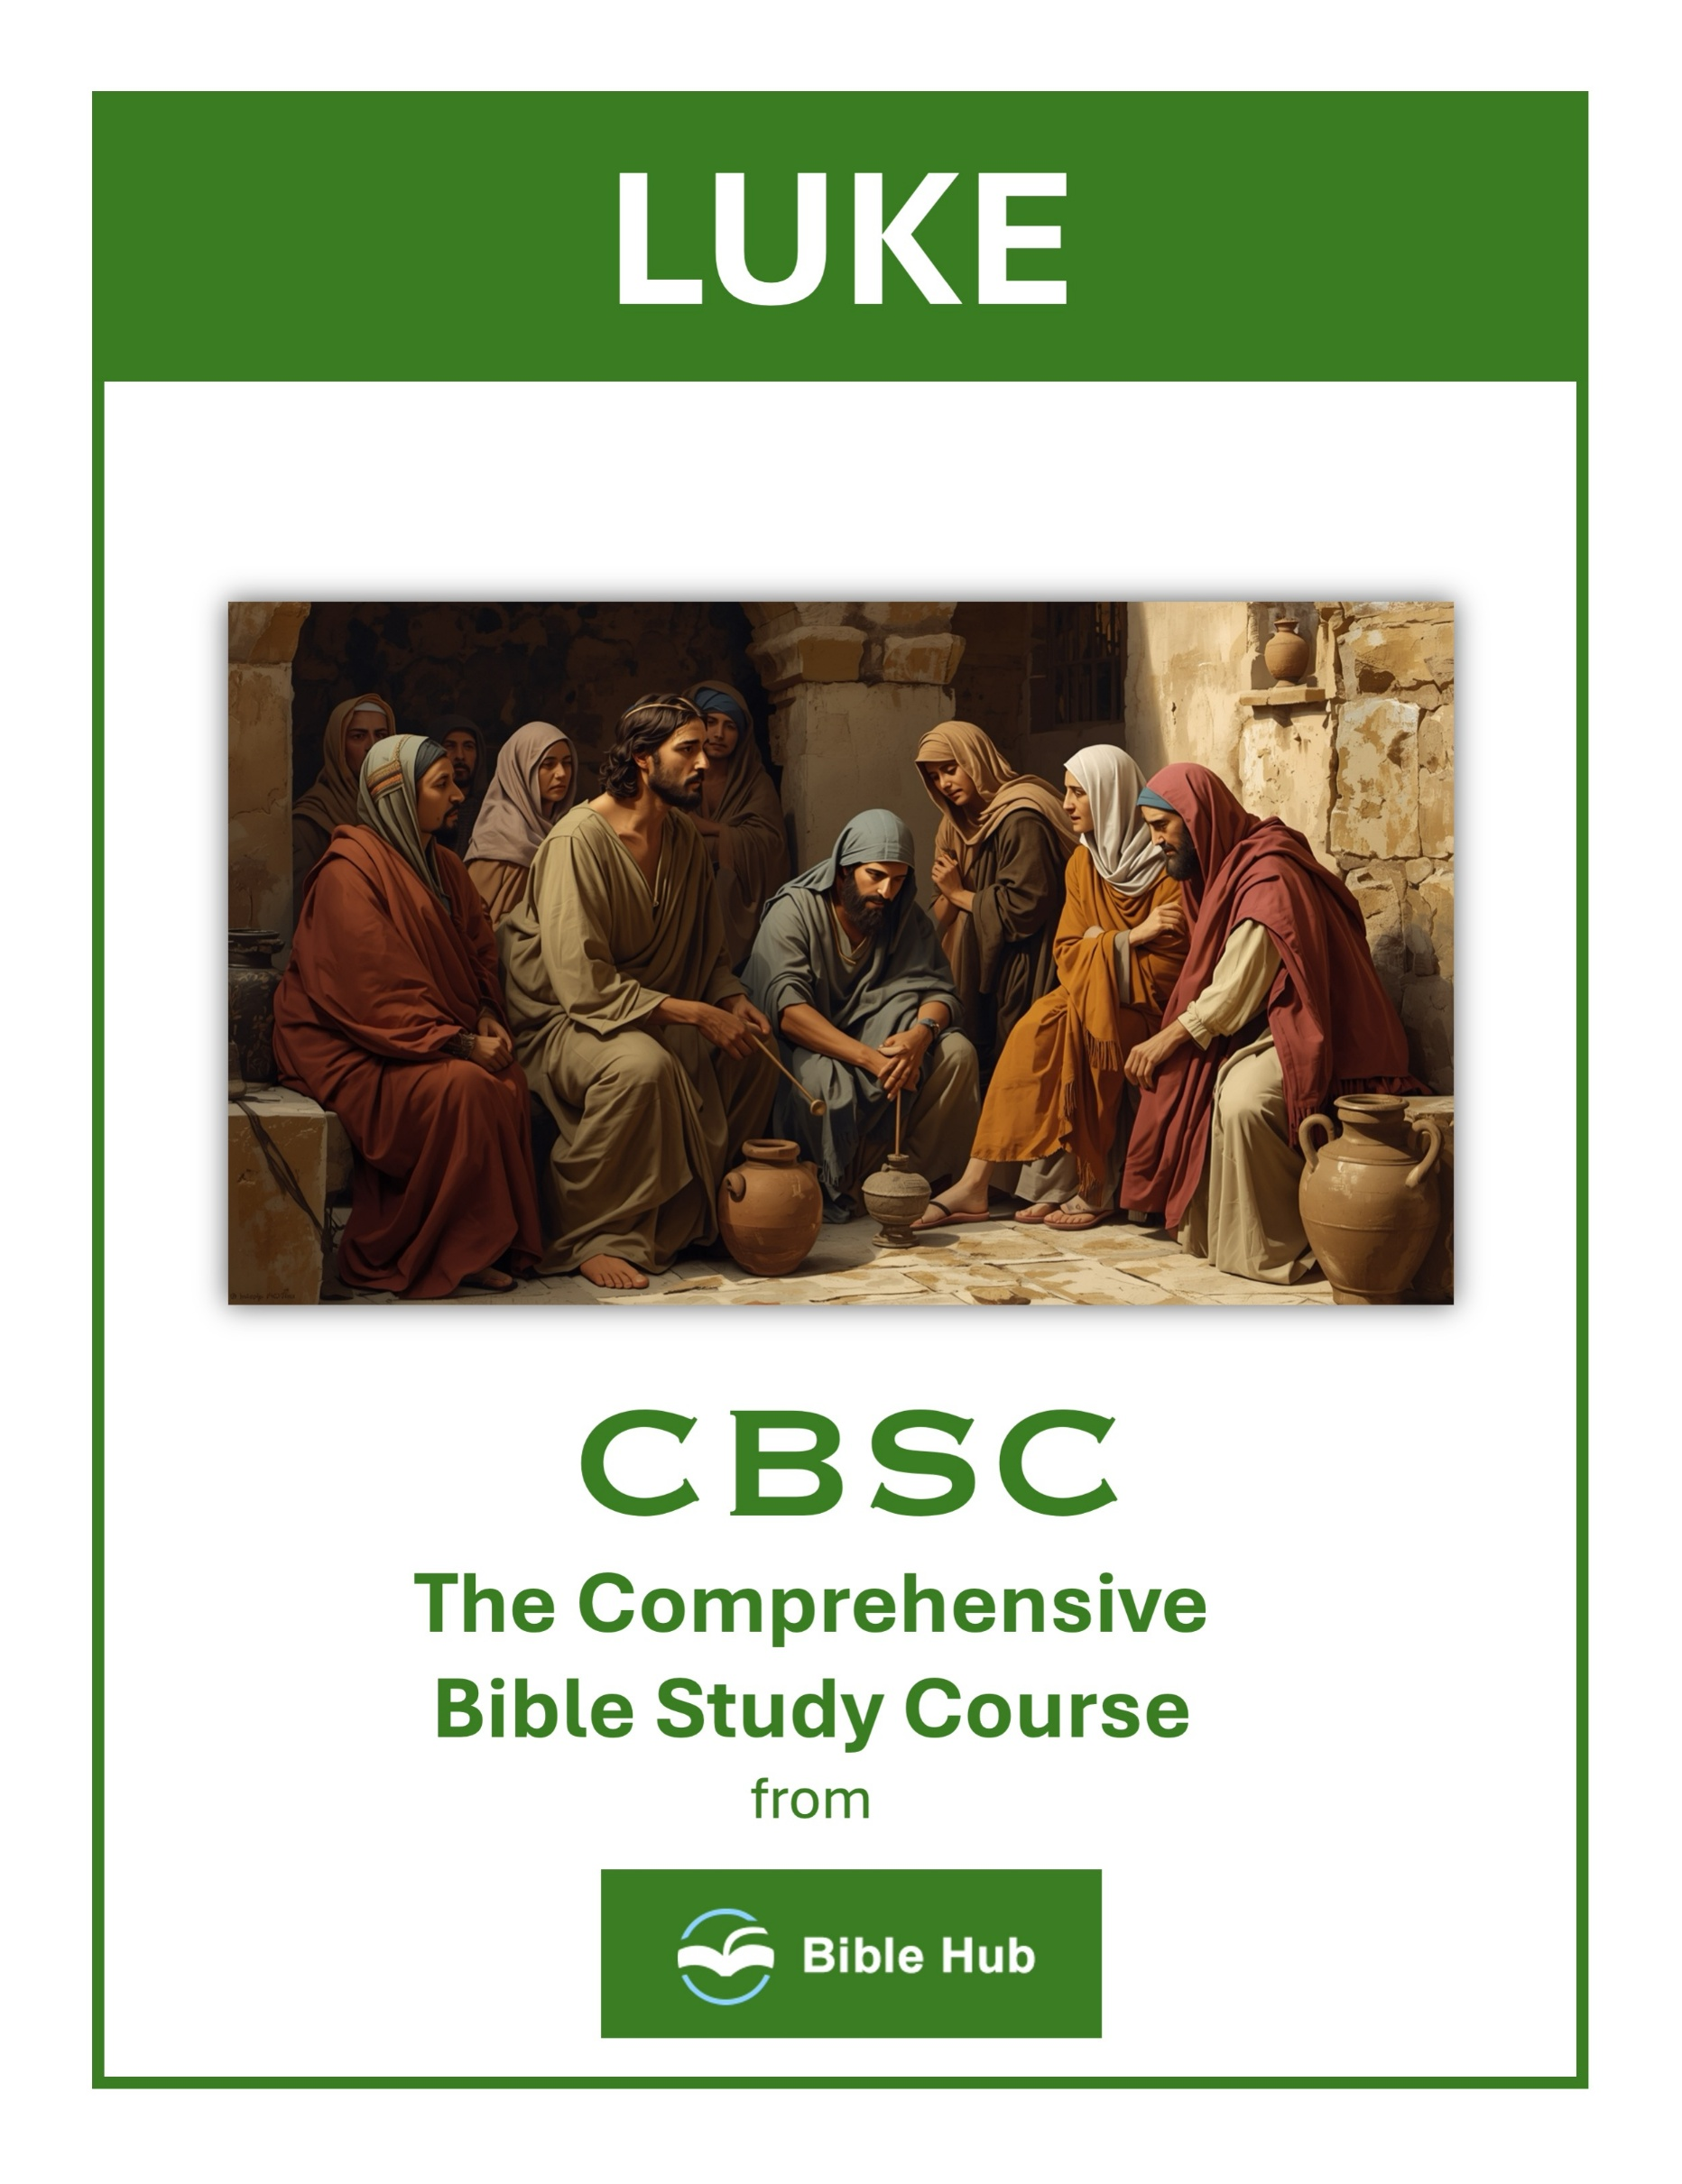 LUKE
CBSC
The Comprehensive
Bible Study Course
from
Bible Hub